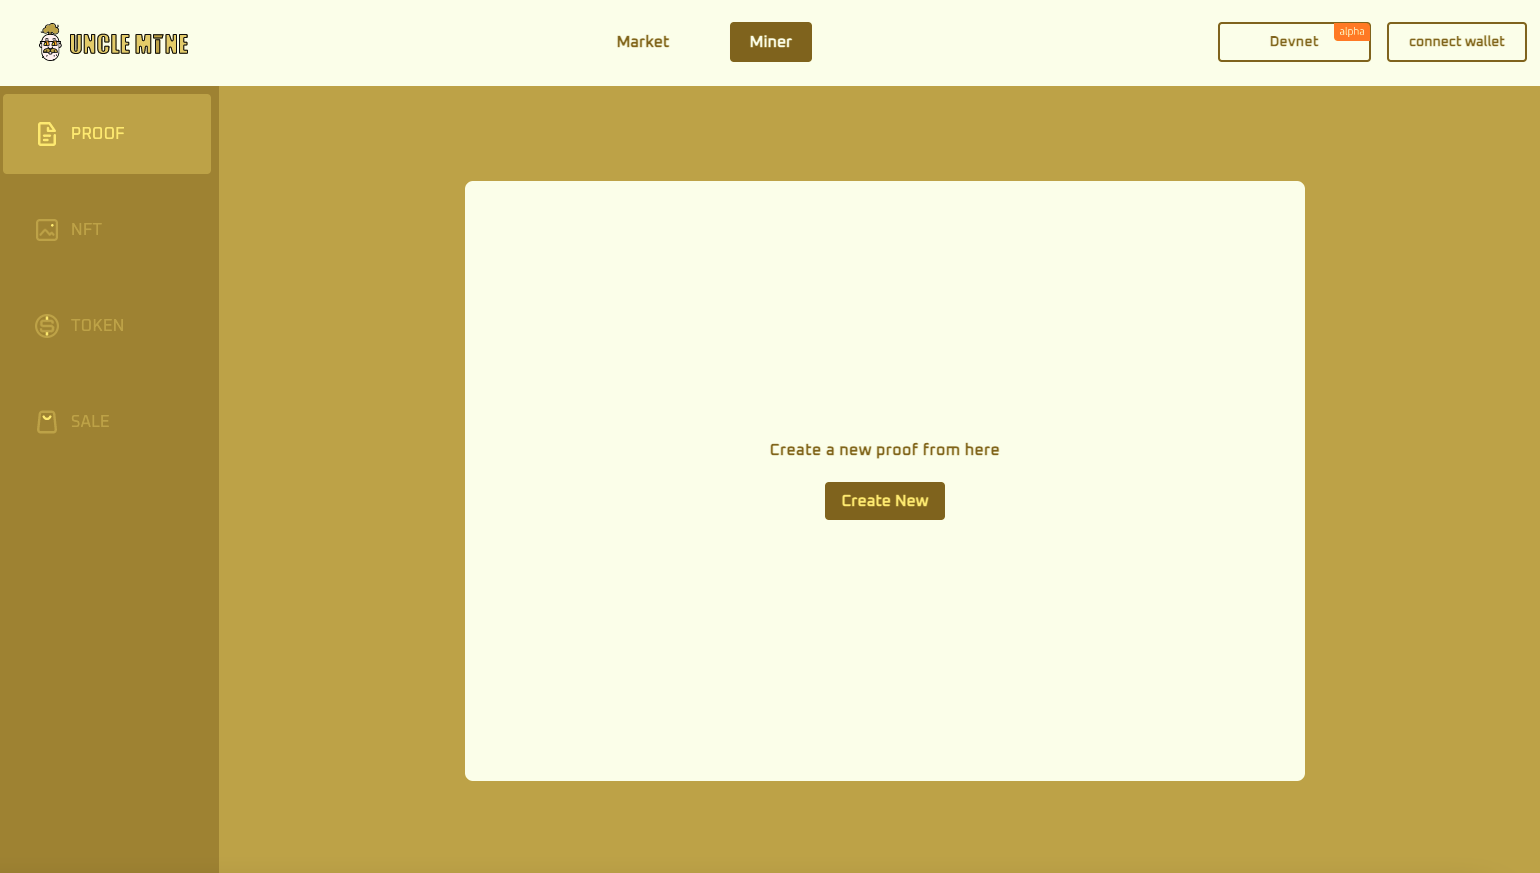 UNCLE MINE
Market
Miner
Devnet
alpha
connect wallet
PROOF
NFT
TOKEN
SALE
Create a new proof from here
Create New